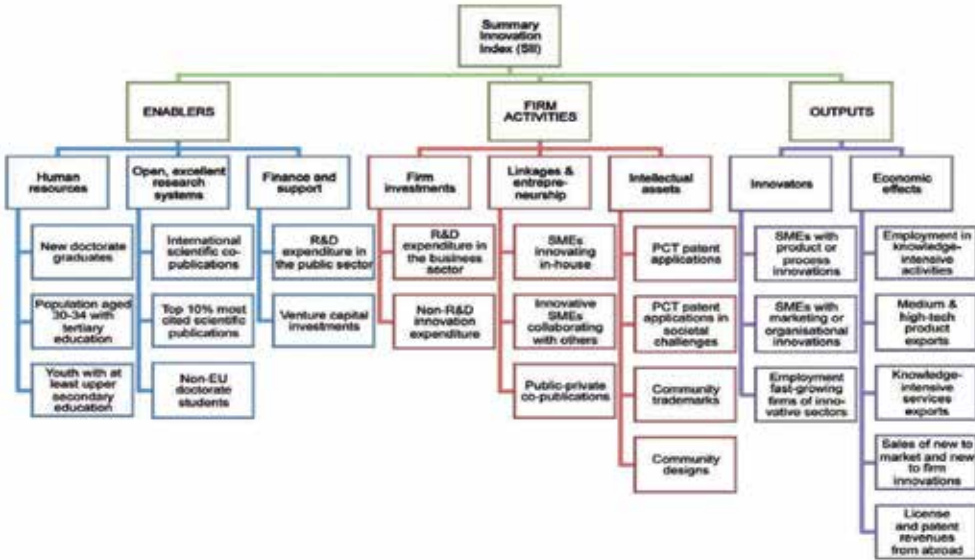 Summary
Innovation
Index (SII)
ENABLERS
FIRM
ACTIVITIES
OUTPUTS
Human
resources
Open, excellent
research
systems
Finance and
support
Firm
investments
Linkages &
entrepre-
neurship
Intellectual
assets
Innovators
Economic
effects
New doctorate
graduates
Population aged
30-34 with
tertiary
education
Youth with at
least upper
secondary
education
International
scientific co-
publications
Top 10% most
cited scientific
publications
Non-EU
doctorate
students
R&D
expenditure in
the public sector
Venture capital
investments
R&D
expenditure in
the business
sector
Non-R&D
innovation
expenditure
SMEs
innovating
in-house
Innovative
SMEs
collaborating
with others
Public-private
co-publications
PCT patent
applications
PCT patent
applications in
societal
challenges
Community
trademarks
Community
designs
SMEs with
product or
process
innovations
SMEs with
marketing or
organisational
innovations
Employment
fast-growing
firms of inno-
vative sectors
Employment in
knowledge-
intensive
activities
Medium &
high-tech
product
exports
Knowledge-
intensive
services
exports
Sales of new to
market and new
to firm
innovations
License
and patent
revenues
from abroad